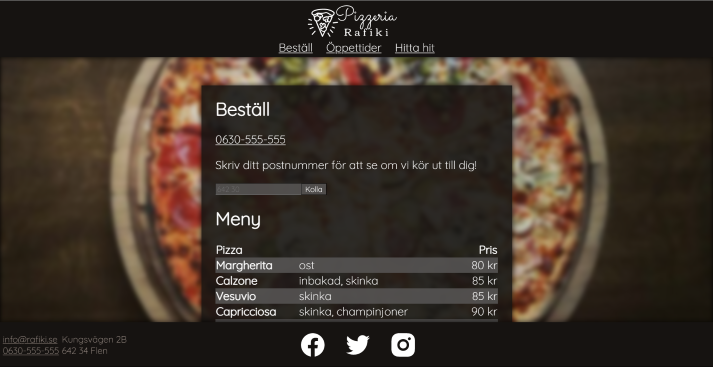 Pizzeria
Rafiki
Beställ Öppettider Hitta hit
Beställ
0630-555-555
Skriv ditt postnummer för att se om vi kör ut till dig!
Kolla
Meny
Pizza Pris
Margherita ost 80 kr
Calzone inbakad, skinka 85 kr
Vesuvio skinka 85 kr
Capricciosa skinka, champinjoner 90 kr
info@rafiki.se Kungsvägen 2B
0630-555-555 642 34 Flen